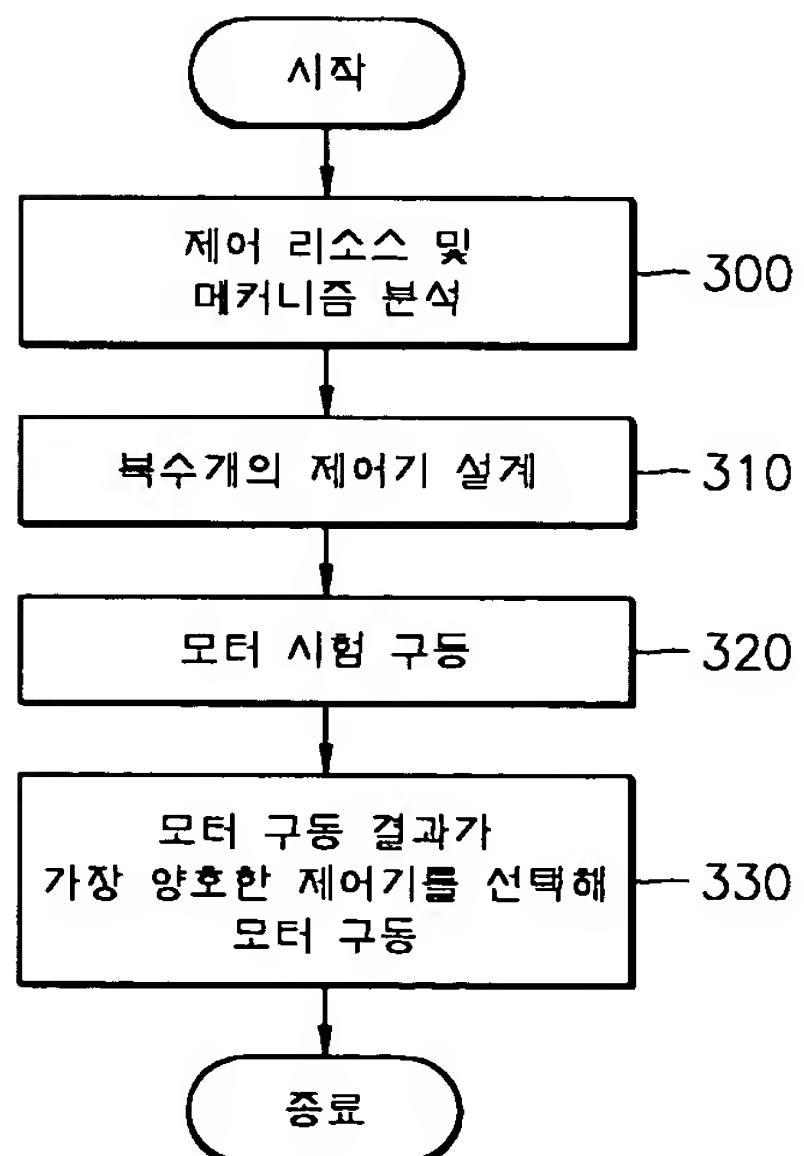 시작
제어 리소스 및
메커니즘 분석
300
복수개의 제어기 설계
310
모터 시험 구동
320
모터 구동 결과가
가장 양호한 제어기를 선택해
모터 구동
330
종료